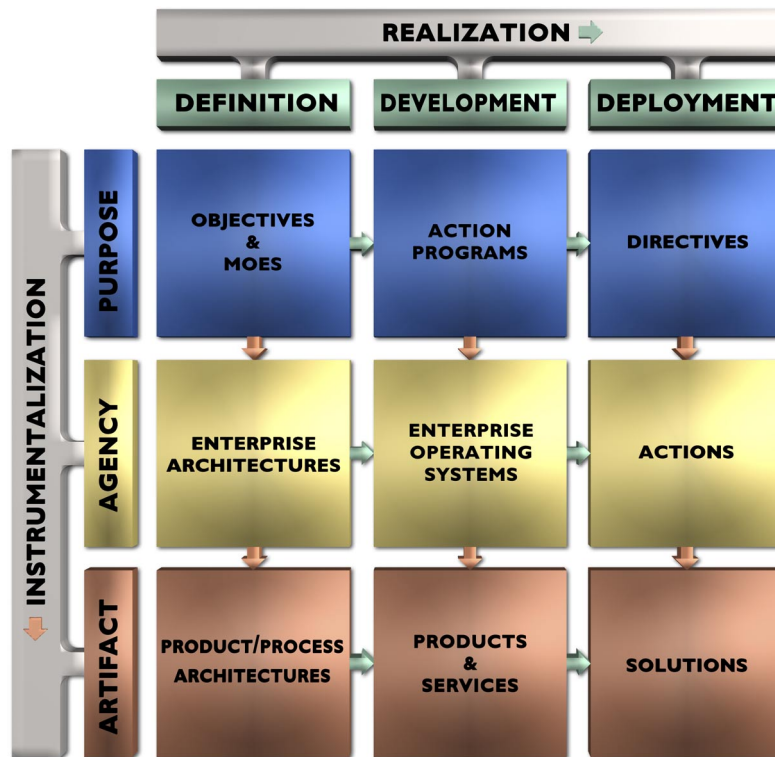 REALIZATION
DEFINITION
DEVELOPMENT
DEPLOYMENT
INSTRUMENTALIZATION
PURPOSE
OBJECTIVES
&
MOES
ACTION
PROGRAMS
DIRECTIVES
AGENCY
ENTERPRISE
ARCHITECTURES
ENTERPRISE
OPERATING
SYSTEMS
ACTIONS
ARTIFACT
PRODUCT/PROCESS
ARCHITECTURES
PRODUCTS
&
SERVICES
SOLUTIONS